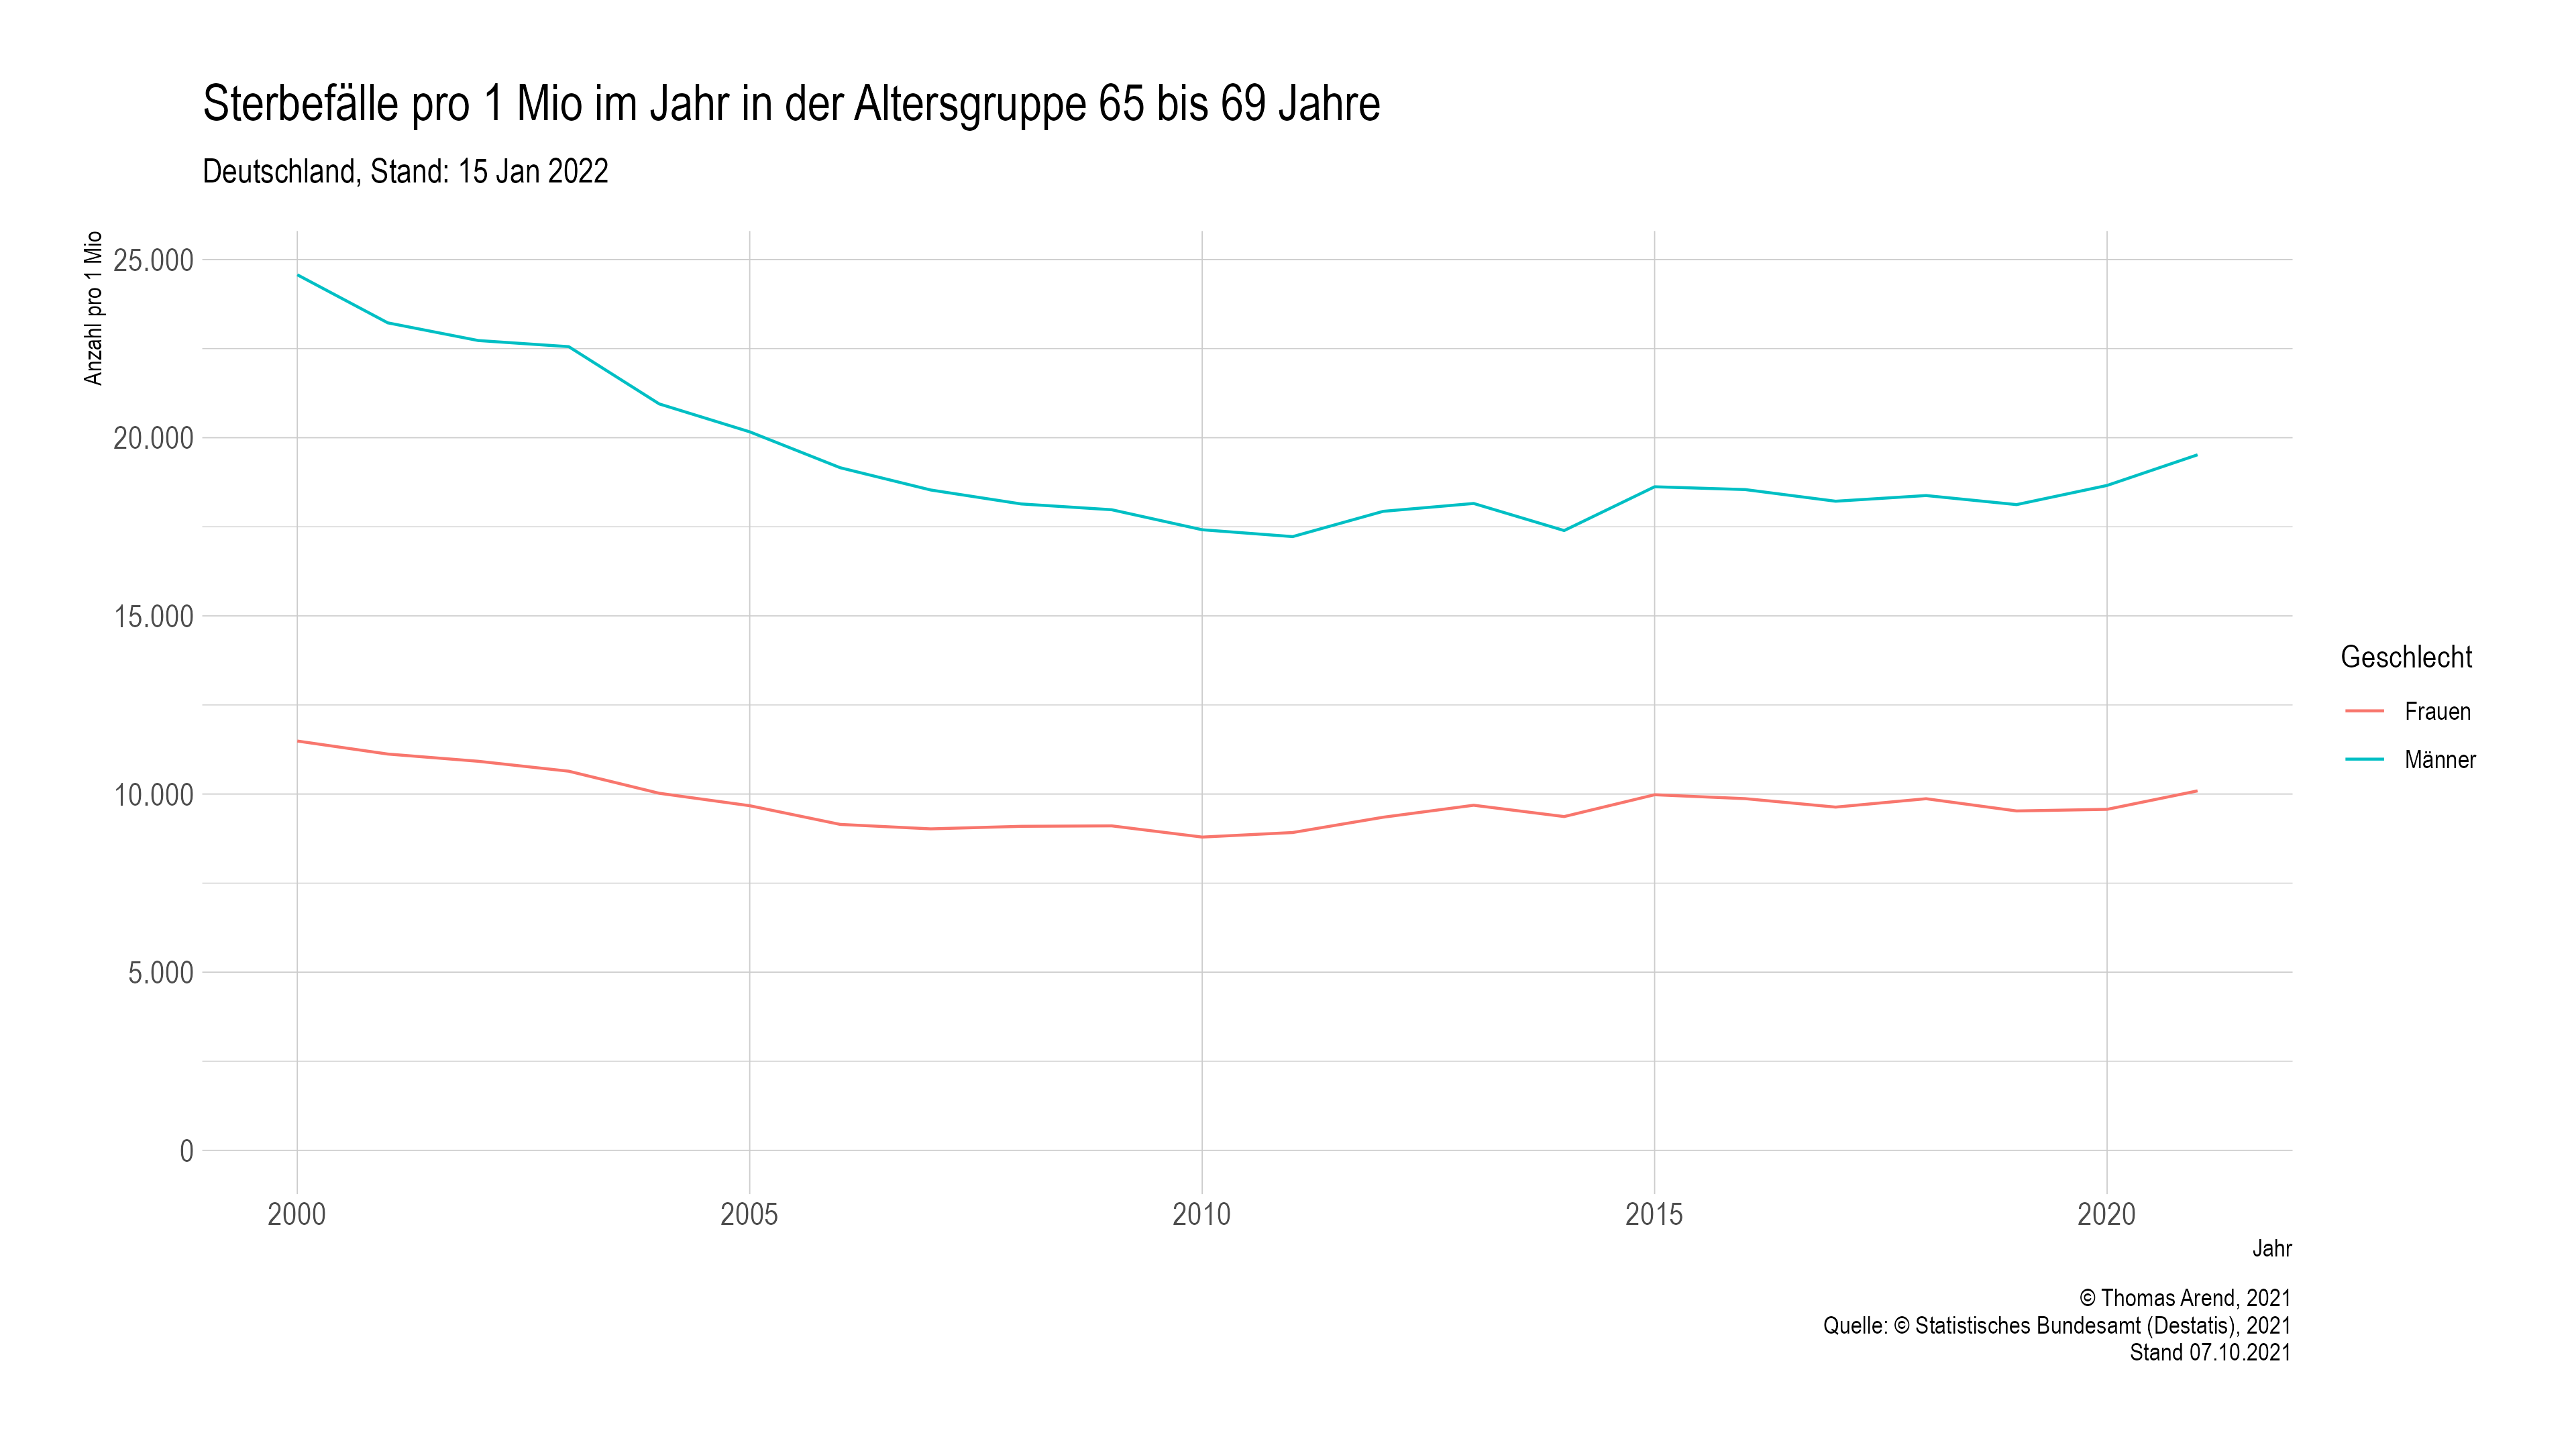 Sterbefälle pro 1 Mio im Jahr in der Altersgruppe 65 bis 69 Jahre
Deutschland, Stand: 15 Jan 2022
Anzahl pro 1 Mio
25.000
20.000
15.000
10.000
5.000
0
2000
2005
2010
2015
2020
Jahr
Geschlecht
Frauen
Männer
© Thomas Arend, 2021
Quelle: © Statistisches Bundesamt (Destatis), 2021
Stand 07.10.2021